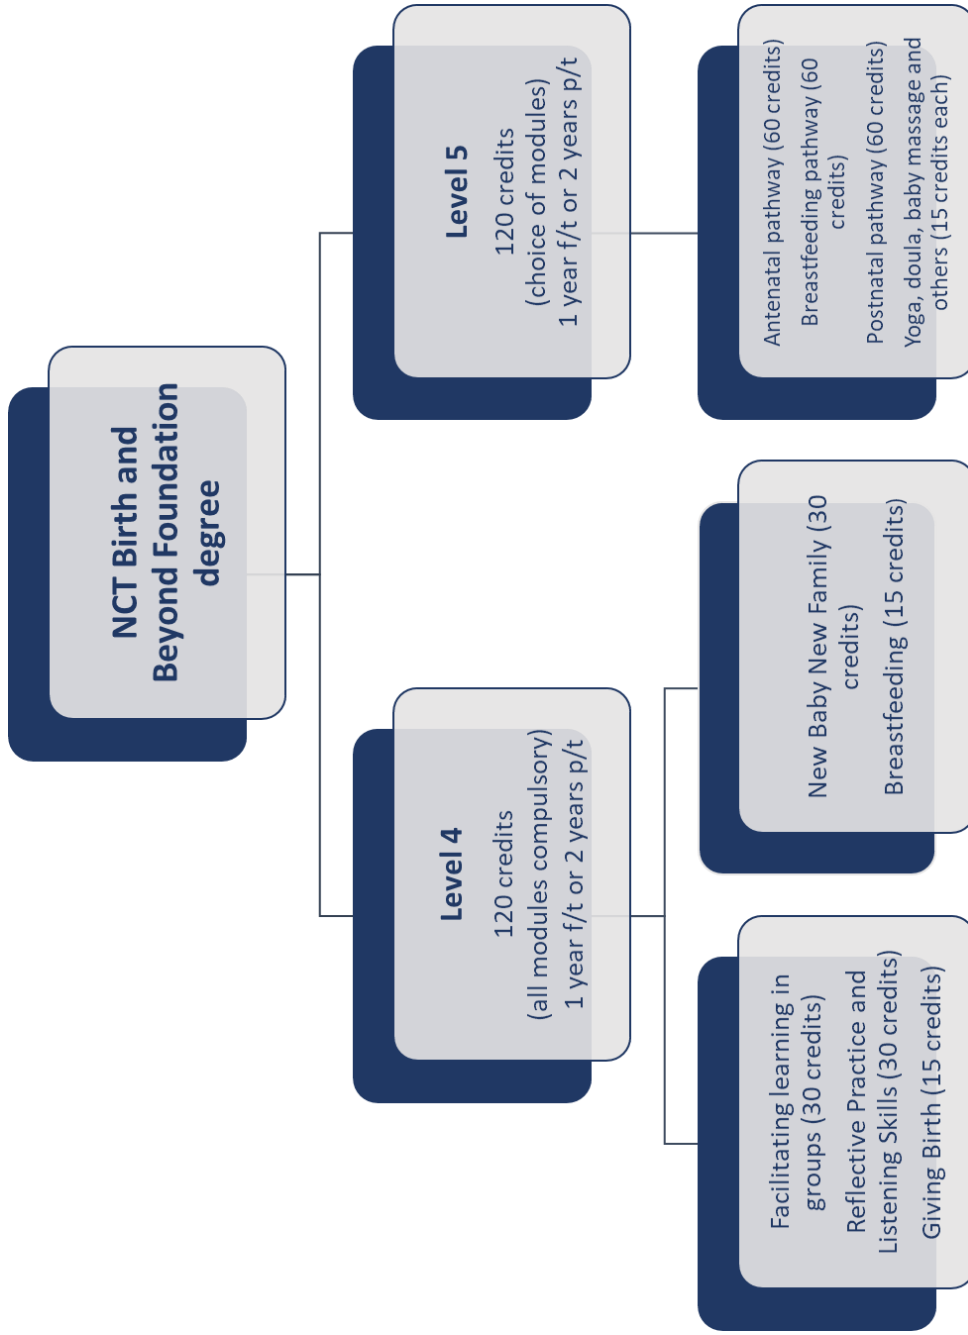 NCT Birth and
Beyond Foundation
degree
Level 4
120 credits
(all modules compulsory)
1 year f/t or 2 years p/t
Level 5
120 credits
(choice of modules)
1 year f/t or 2 years p/t
Facilitating learning in
groups (30 credits)
Reflective Practice and
Listening Skills (30 credits)
Giving Birth (15 credits)
New Baby New Family (30
credits)
Breastfeeding (15 credits)
Antenatal pathway (60 credits)
Breastfeeding pathway (60
credits)
Postnatal pathway (60 credits)
Yoga, doula, baby massage and
others (15 credits each)